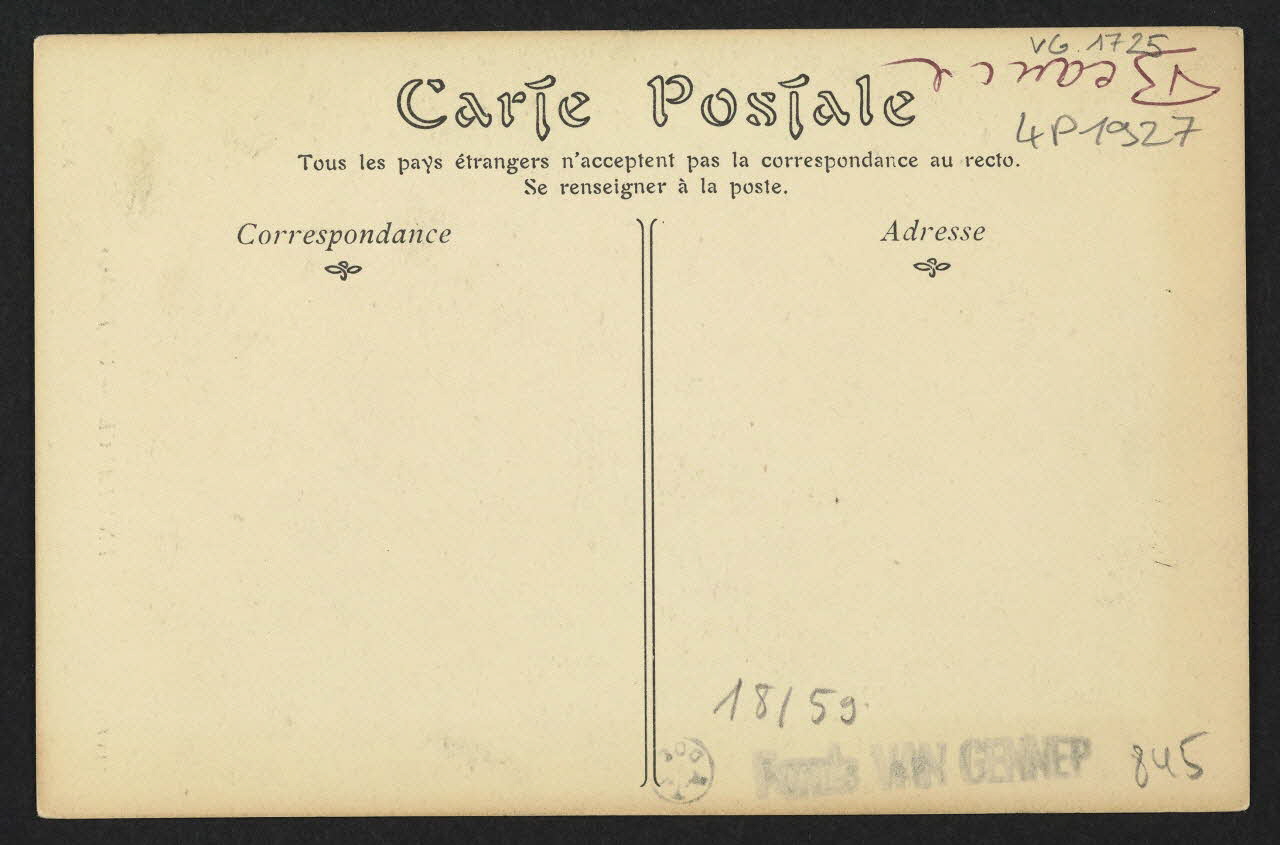 VG. 1725
Beauce
Carte Postale
4P1927
Tous les pays étrangers n'acceptent pas la correspondance au recto.
Se renseigner à la poste.
Correspondance
Adresse
18/59.
Fonds VAN GENNEP
845